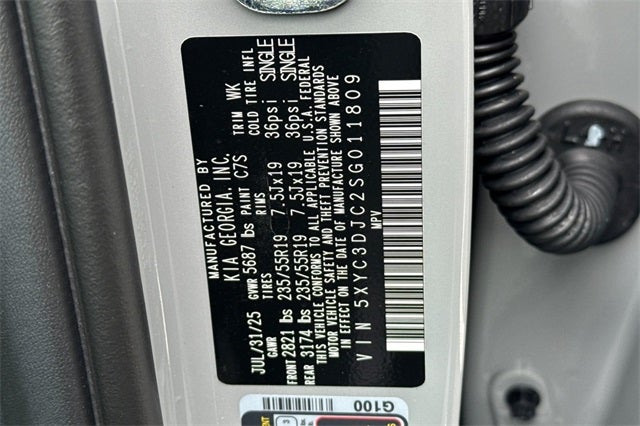 MANUFACTURED BY
KIA GEORGIA, INC.
JUL/31/25 GVWR 5687 lbs PAINT C7S TRIM WK
GAWR TIRES RIMS COLD TIRE INFL
FRONT 2821 lbs 235/55R19 7.5Jx19 36psi SINGLE
REAR 3174 lbs 235/55R19 7.5Jx19 36psi SINGLE
THIS VEHICLE CONFORMS TO ALL APPLICABLE U.S.A. FEDERAL
MOTOR VEHICLE SAFETY AND THEFT PREVENTION STANDARDS
IN EFFECT ON THE DATE OF MANUFACTURE SHOWN ABOVE
VIN 5XYC3DJC2SG011809
MPV
G100